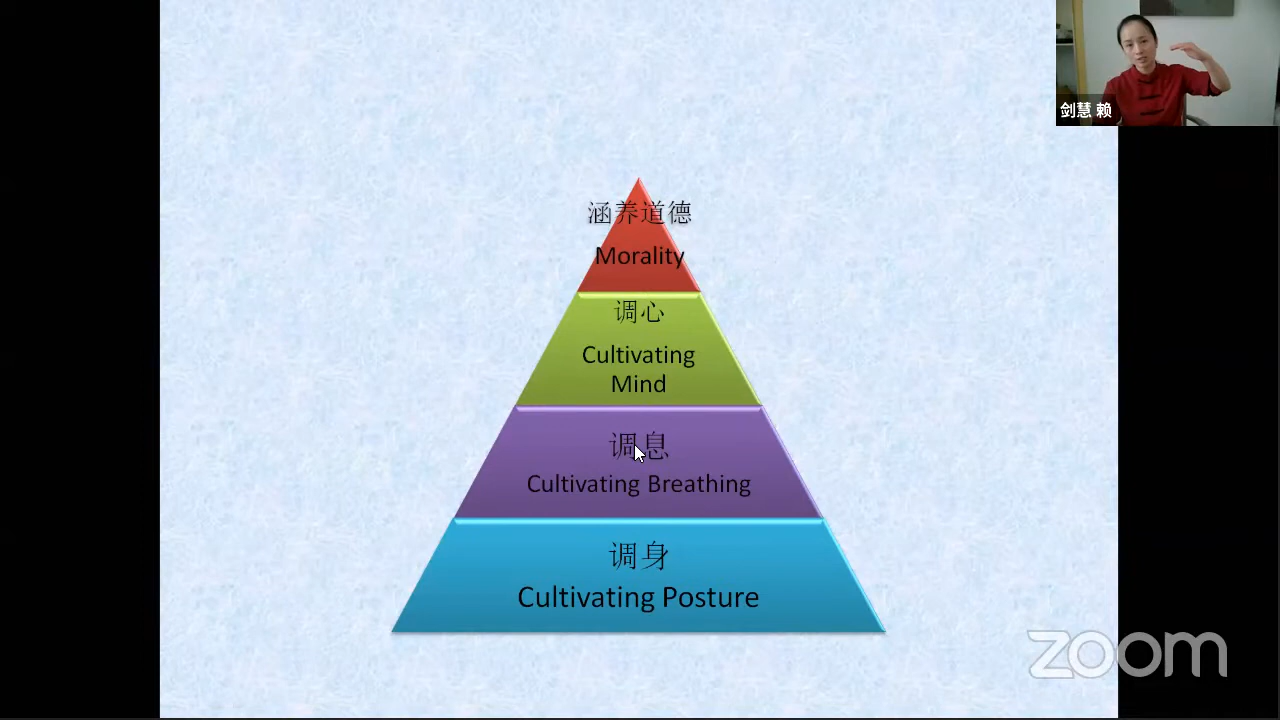 剑慧 赖
涵养道德
Morality
调心
Cultivating
Mind
调息
Cultivating Breathing
调身
Cultivating Posture
zoom